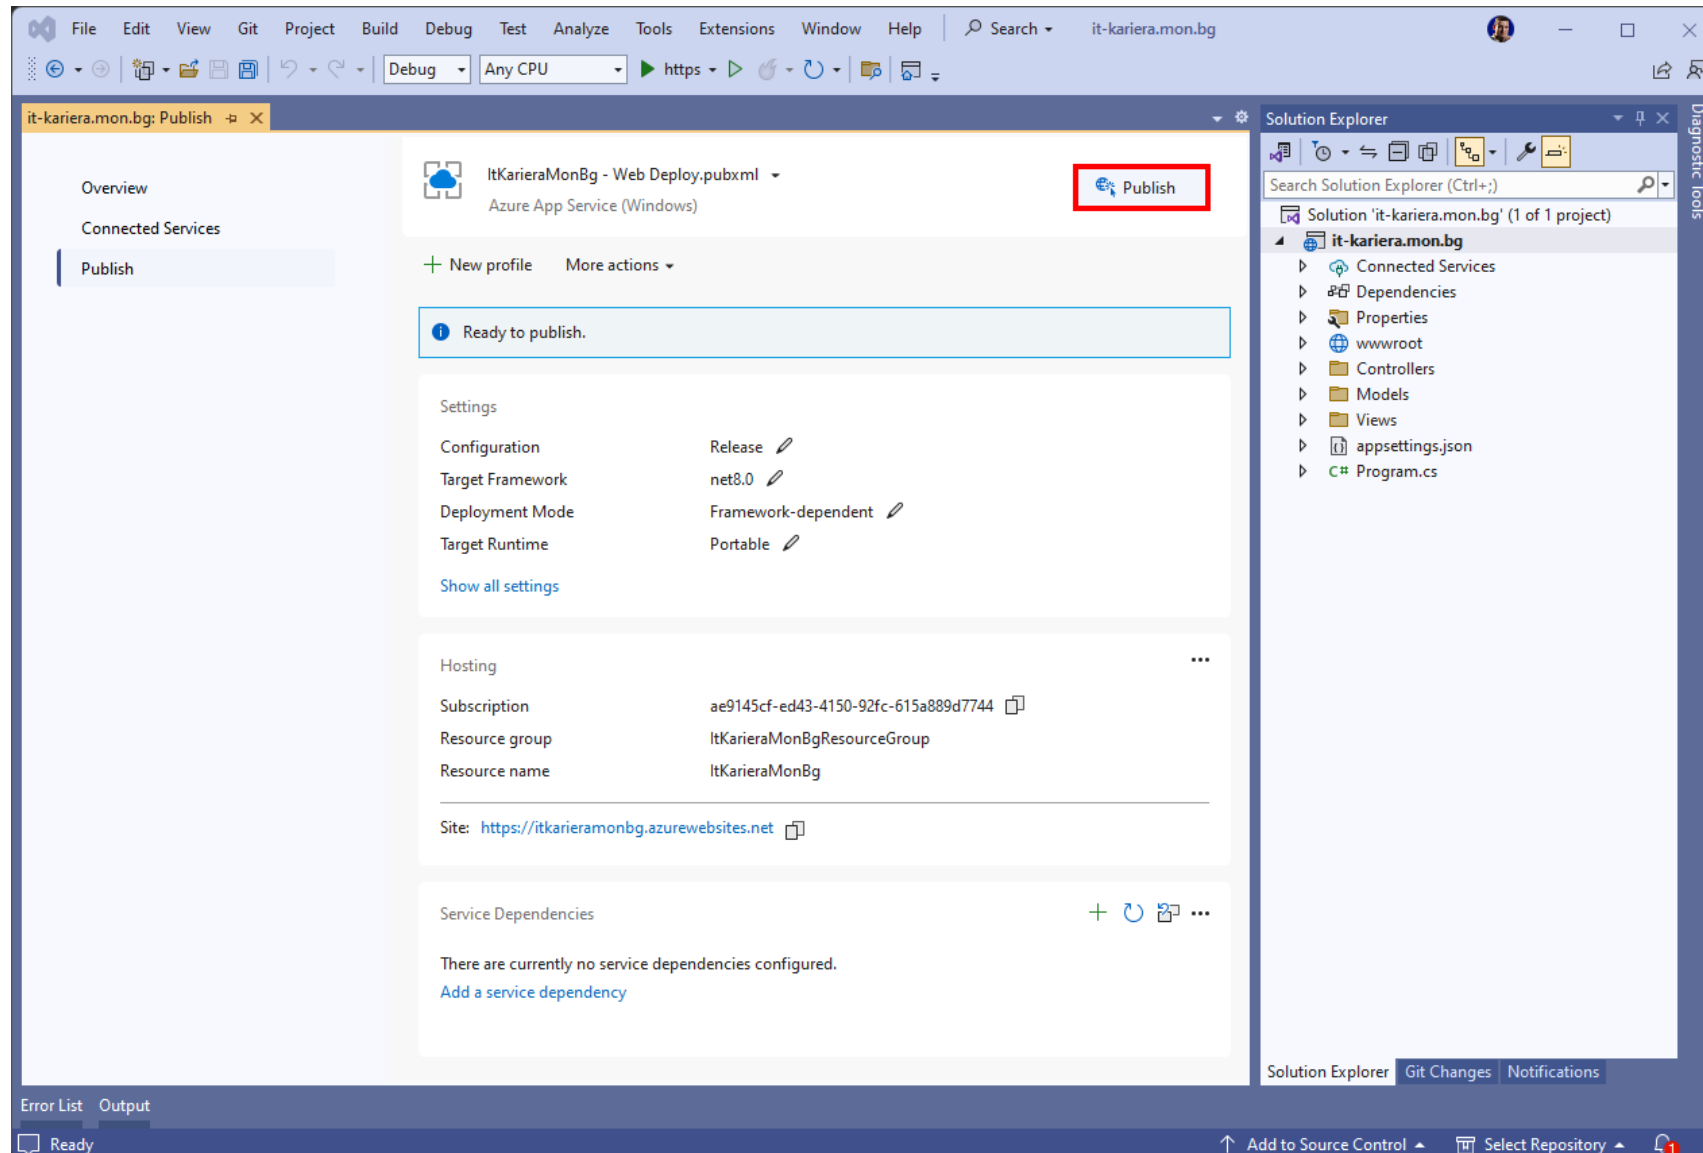 File Edit View Git Project Build Debug Test Analyze Tools Extensions Window Help Search it-kariera.mon.bg
Debug Any CPU https
it-kariera.mon.bg: Publish
Overview
Connected Services
Publish
ItKarieraMonBg - Web Deploy.pubxml
Azure App Service (Windows)
Publish
New profile More actions
Ready to publish.
Settings
Configuration Release
Target Framework net8.0
Deployment Mode Framework-dependent
Target Runtime Portable
Show all settings
Hosting
Subscription ae9145cf-ed43-4150-92fc-615a889d7744
Resource group ItKarieraMonBgResourceGroup
Resource name ItKarieraMonBg
Site: https://itkarieramonbg.azurewebsites.net
Service Dependencies
There are currently no service dependencies configured.
Add a service dependency
Solution Explorer
Search Solution Explorer (Ctrl+;)
Solution 'it-kariera.mon.bg' (1 of 1 project)
it-kariera.mon.bg
Connected Services
Dependencies
Properties
wwwroot
Controllers
Models
Views
appsettings.json
C# Program.cs
Solution Explorer Git Changes Notifications
Diagnostic Tools
Error List Output
Ready Add to Source Control Select Repository 1